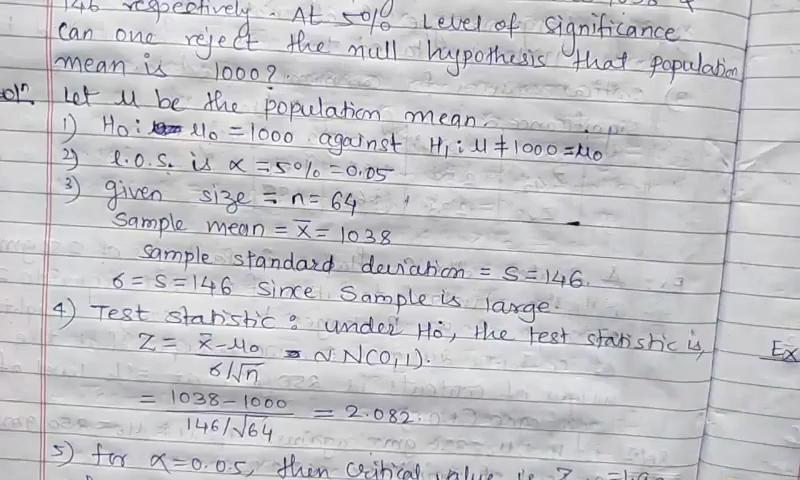 146 respectively. At 5% Level of significance
can one reject the null hypothesis that population
mean is 1000?
Let μ be the population mean.
1) H₀: μ₀ = 1000 against H₁: μ ≠ 1000 = μ₀
2) l.o.s. is α = 5% = 0.05
3) given size = n = 64
Sample mean = x̄ = 1038
Sample standard deviation = S = 146.
6 = S = 146 since Sample is large.
4) Test statistic : under H₀, the test statistic is,
Z = x̄ - μ₀ / 6/√n ~ N(0,1).
= 1038 - 1000 / 146/√64 = 2.082.
Ex
5) for α = 0.05, then critical value is Z